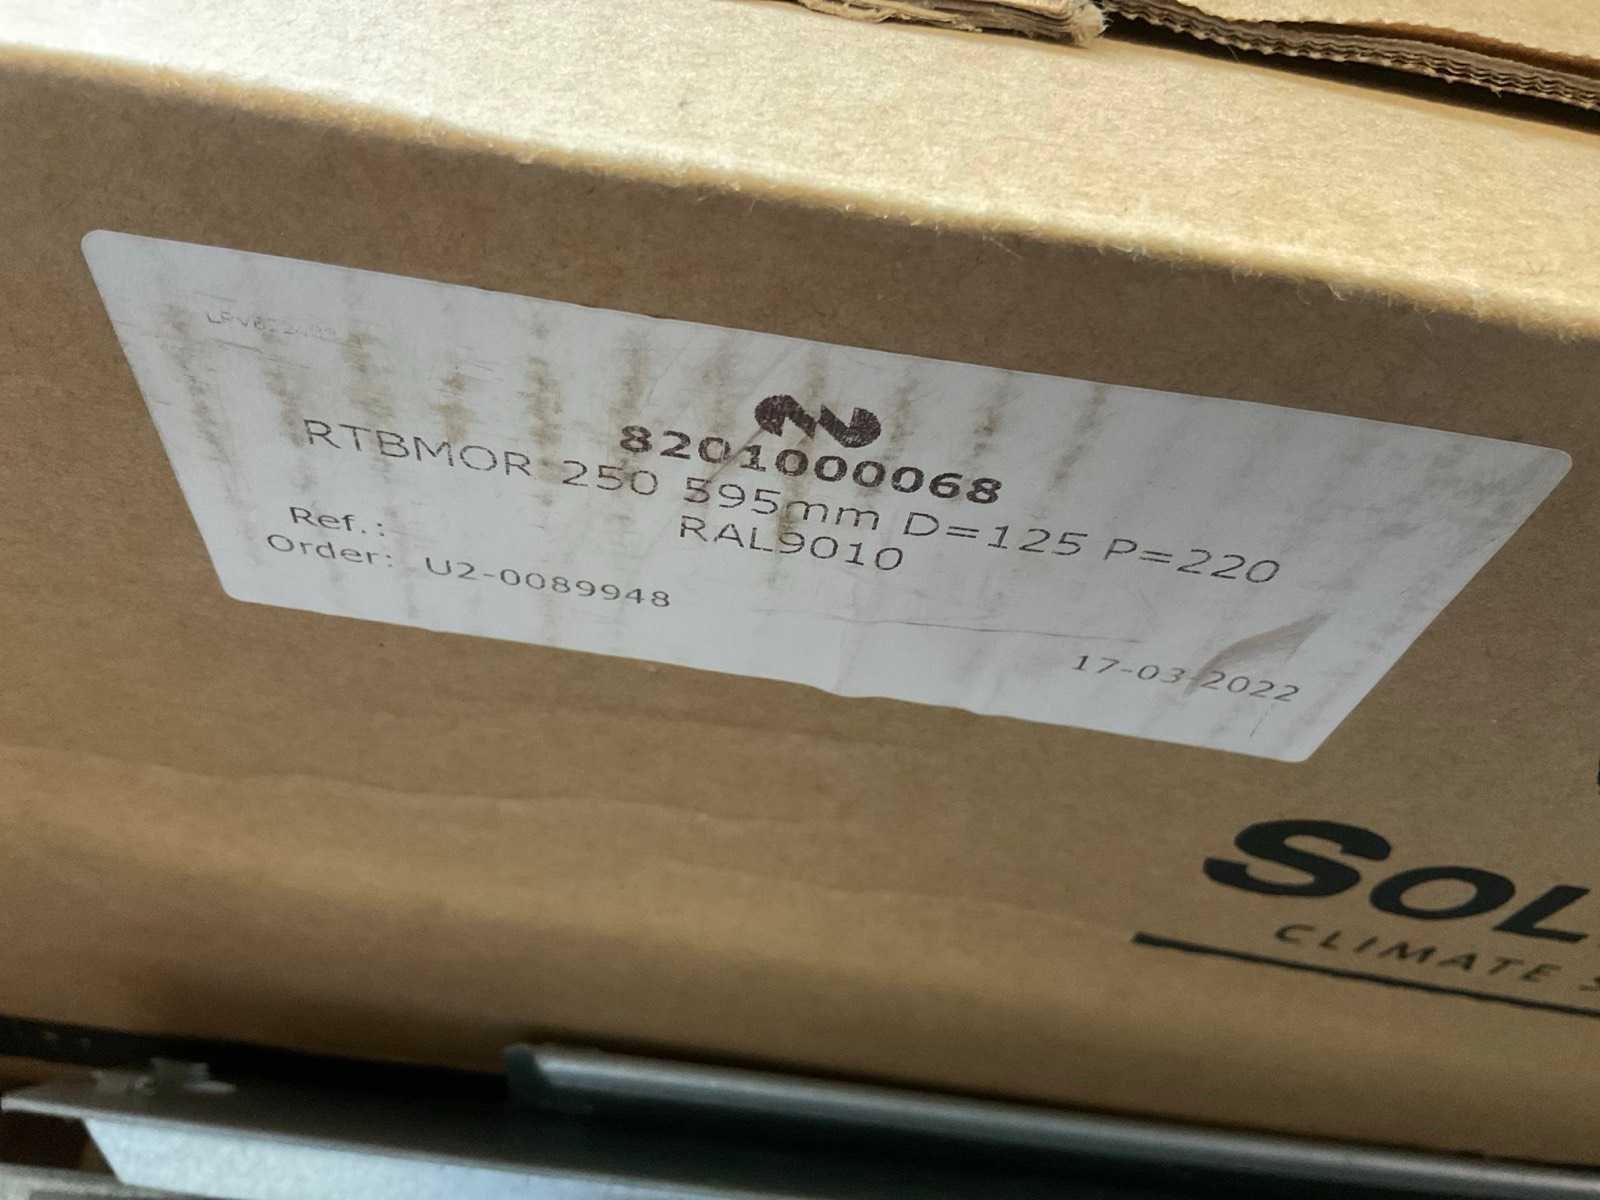 8201000068
RTBMOR 250 595mm D=125 P=220
RAL9010
Ref.:
Order: U2-0089948
17-03-2022
SOL
CLIMATE S